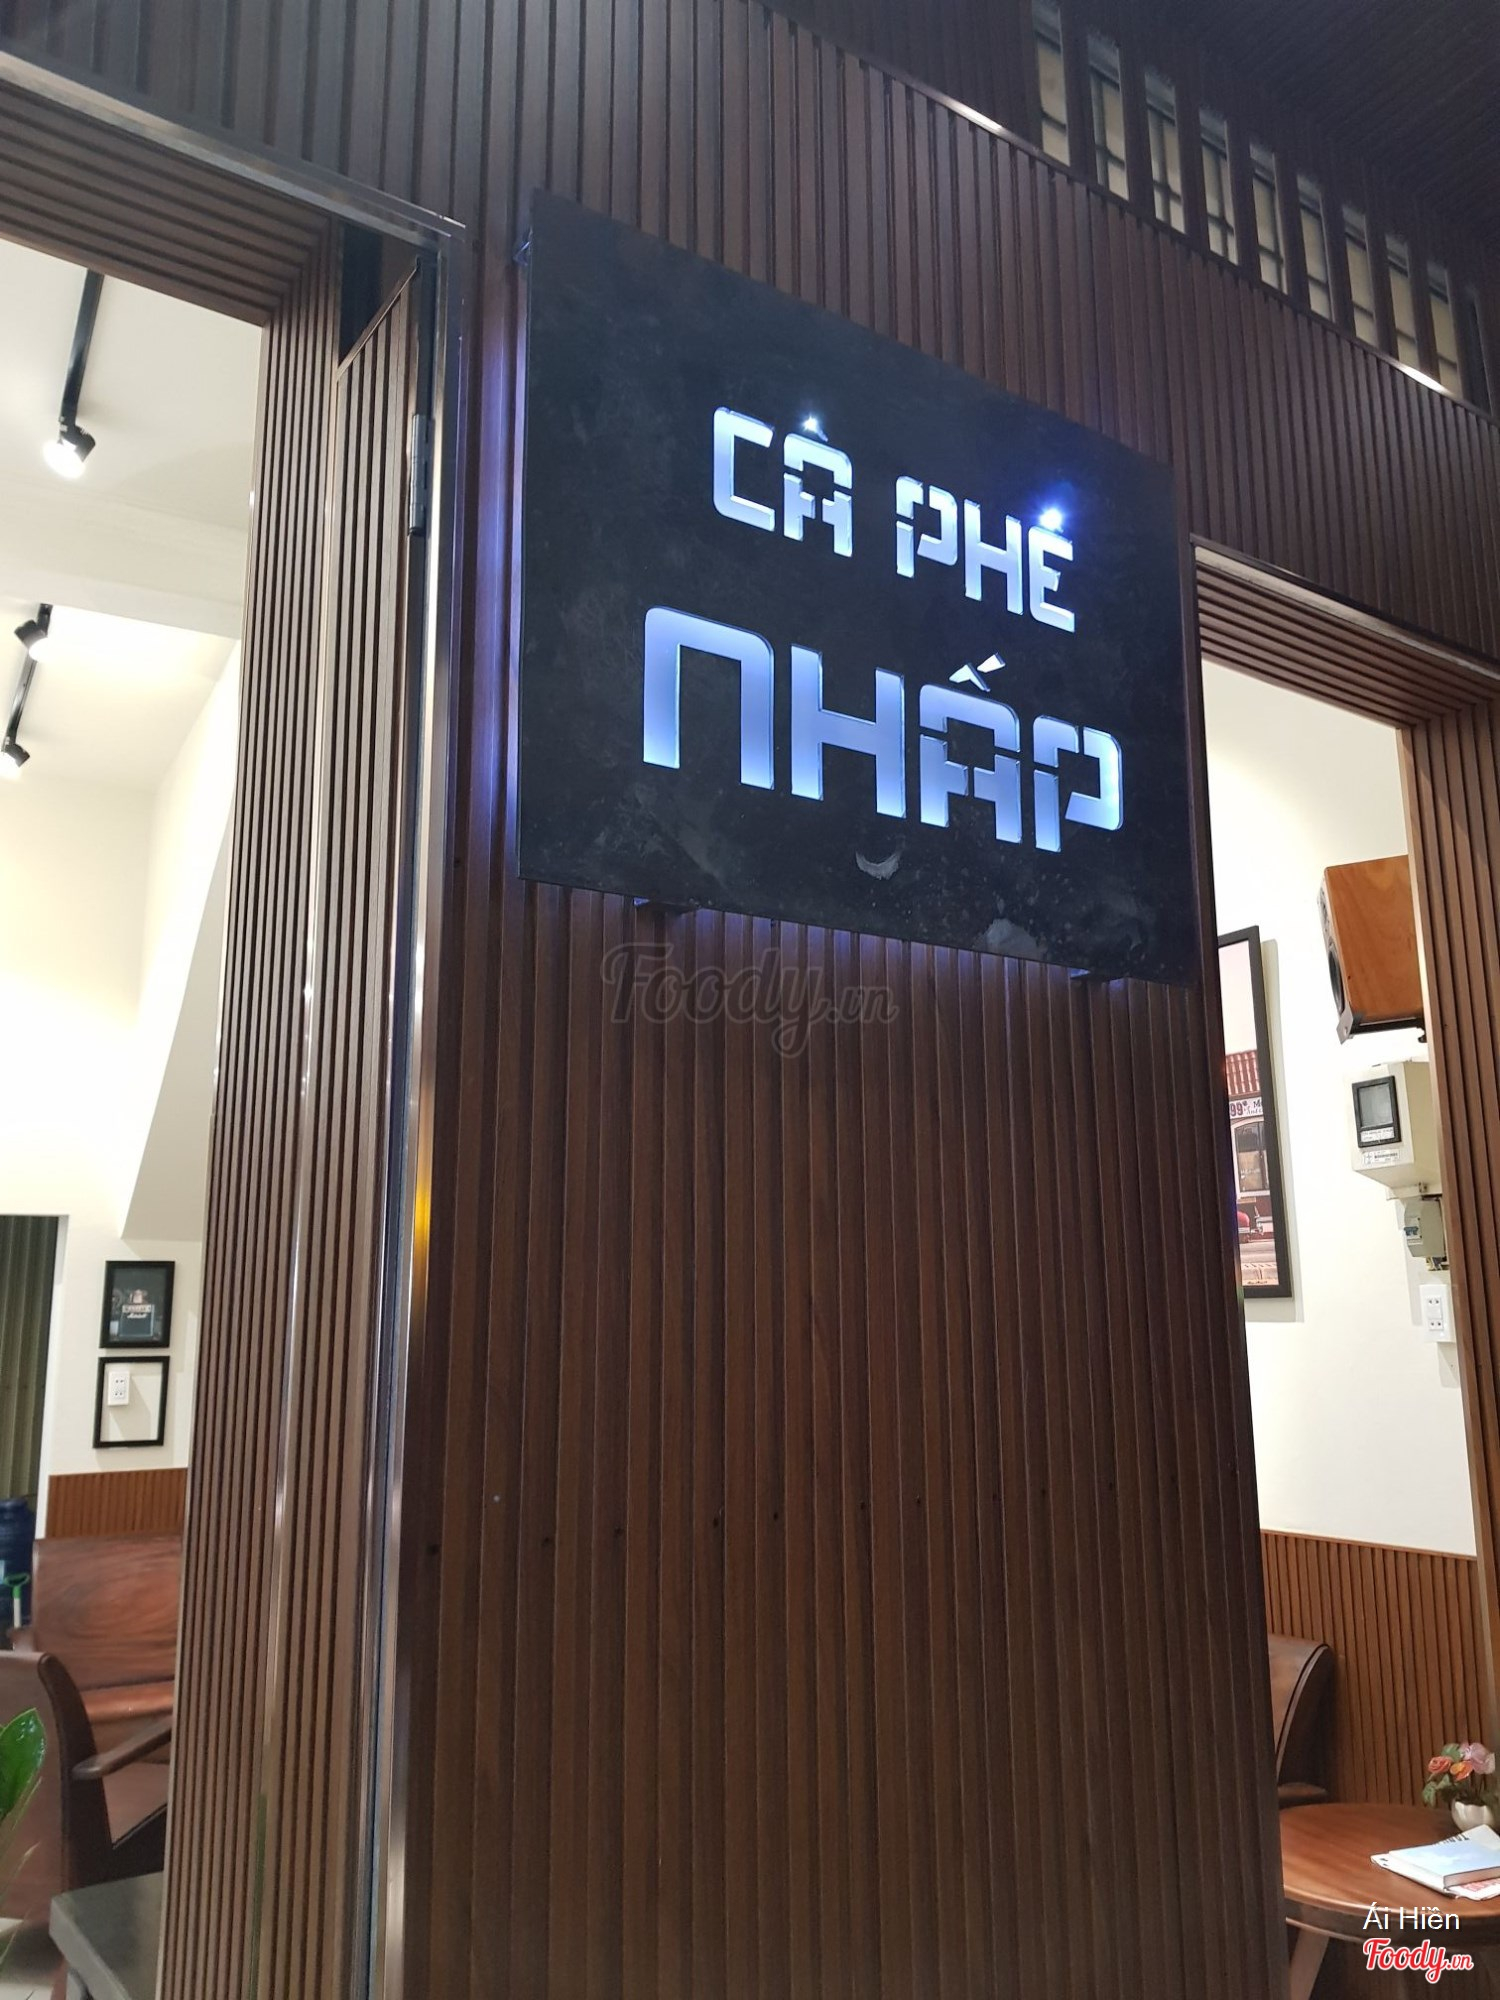 CÀ PHÊ
NHẤP
Foody.vn
Ái Hiền
Foody.vn